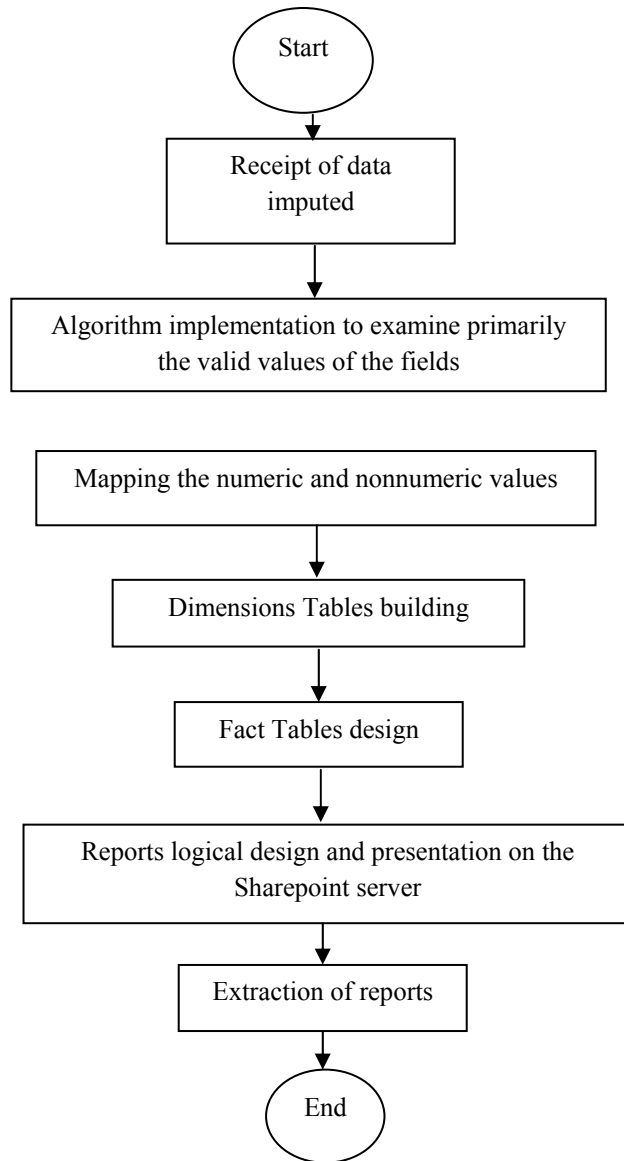 Start
Receipt of data
imputed
Algorithm implementation to examine primarily
the valid values of the fields
Mapping the numeric and nonnumeric values
Dimensions Tables building
Fact Tables design
Reports logical design and presentation on the
Sharepoint server
Extraction of reports
End